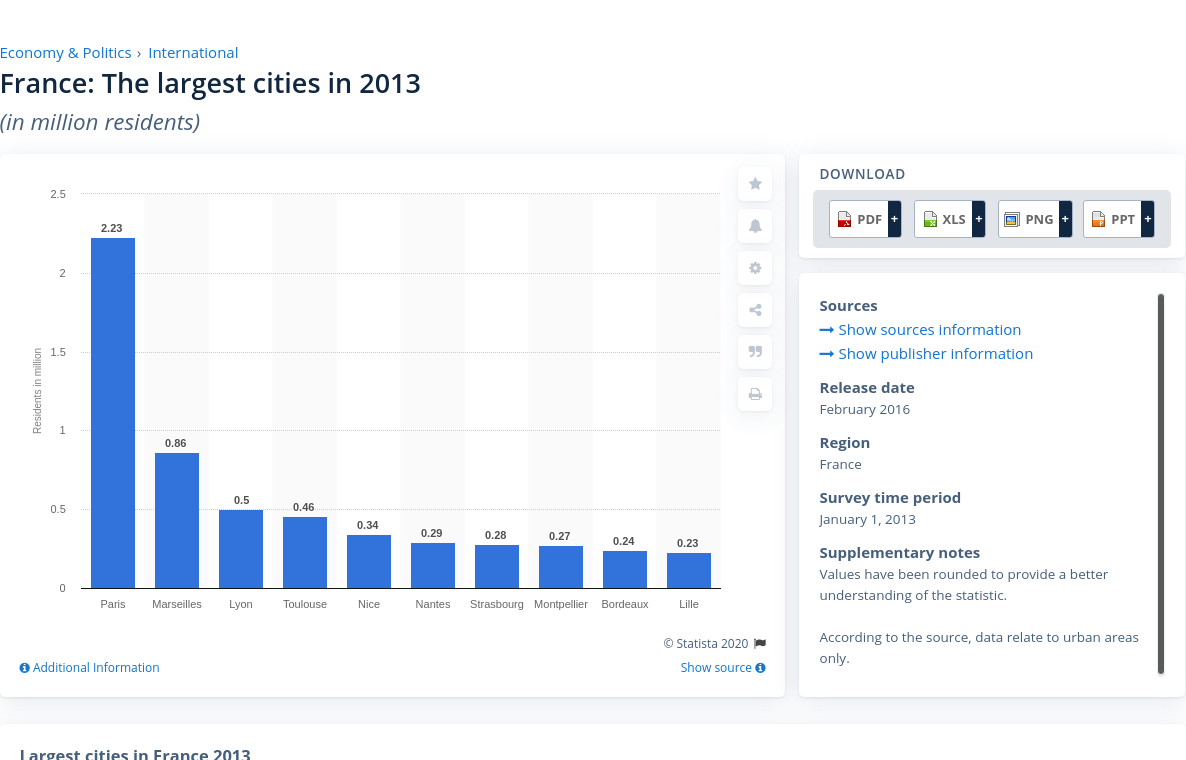 Economy & Politics › International
France: The largest cities in 2013
(in million residents)
2.5
2
1.5
1
0.5
0
Residents in million
2.23
0.86
0.5
0.46
0.34
0.29
0.28
0.27
0.24
0.23
Paris
Marseilles
Lyon
Toulouse
Nice
Nantes
Strasbourg
Montpellier
Bordeaux
Lille
© Statista 2020
Additional Information
Show source
DOWNLOAD
PDF + XLS + PNG + PPT +
Sources
Show sources information
Show publisher information
Release date
February 2016
Region
France
Survey time period
January 1, 2013
Supplementary notes
Values have been rounded to provide a better
understanding of the statistic.
According to the source, data relate to urban areas
only.
Largest cities in France 2013